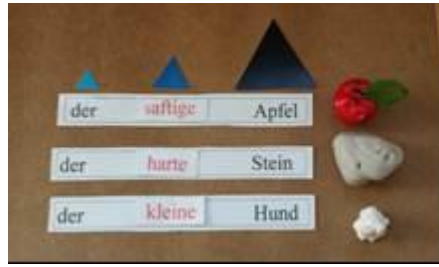 der saftige Apfel
der harte Stein
der kleine Hund